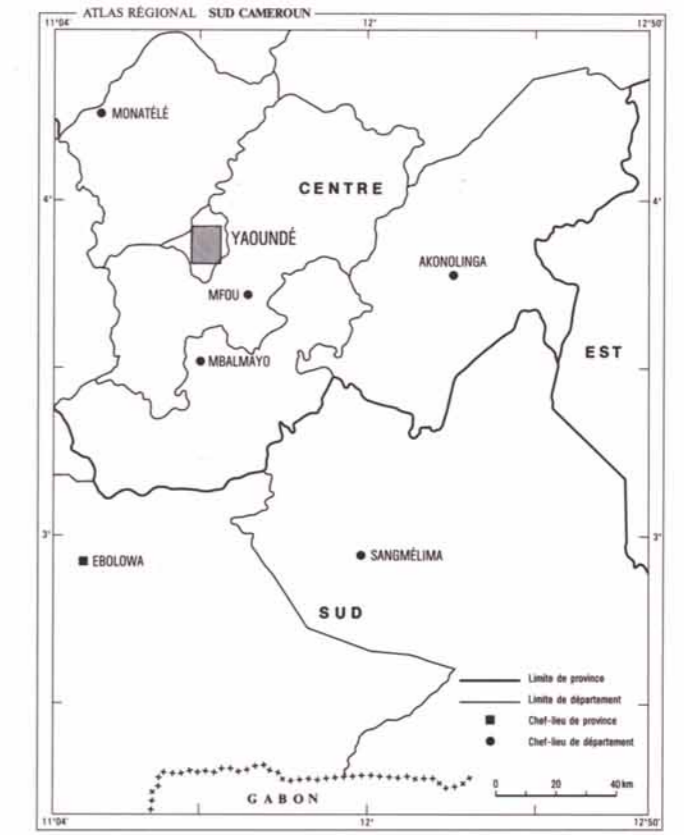 ATLAS RÉGIONAL SUD CAMEROUN
11°04' 12° 12°50'
MONATÉLÉ
CENTRE
4° 4°
YAOUNDÉ
AKONOLINGA
MFOU
EST
MBALMAYO
3° 3°
EBOLOWA
SANGMÉLIMA
SUD
Limite de province
Limite de département
Chef-lieu de province
Chef-lieu de département
0 20 40 km
GABON
11°04' 12° 12°50'